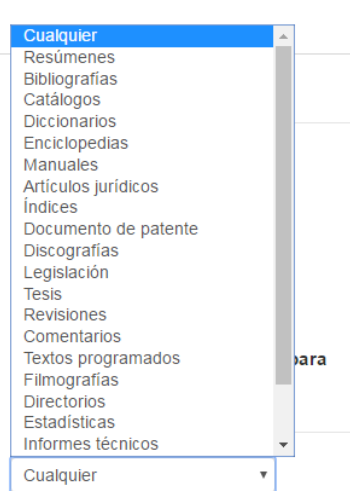 Cualquier
Resúmenes
Bibliografías
Catálogos
Diccionarios
Enciclopedias
Manuales
Artículos jurídicos
Índices
Documento de patente
Discografías
Legislación
Tesis
Revisiones
Comentarios
Textos programados
para
Filmografías
Directorios
Estadísticas
Informes técnicos
Cualquier